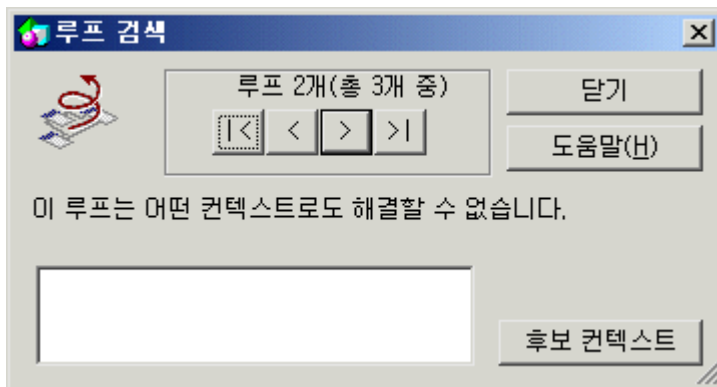 루프 검색
루프 2개(총 3개 중)
|< < > >|
닫기
도움말(H)
이 루프는 어떤 컨텍스트로도 해결할 수 없습니다.
후보 컨텍스트